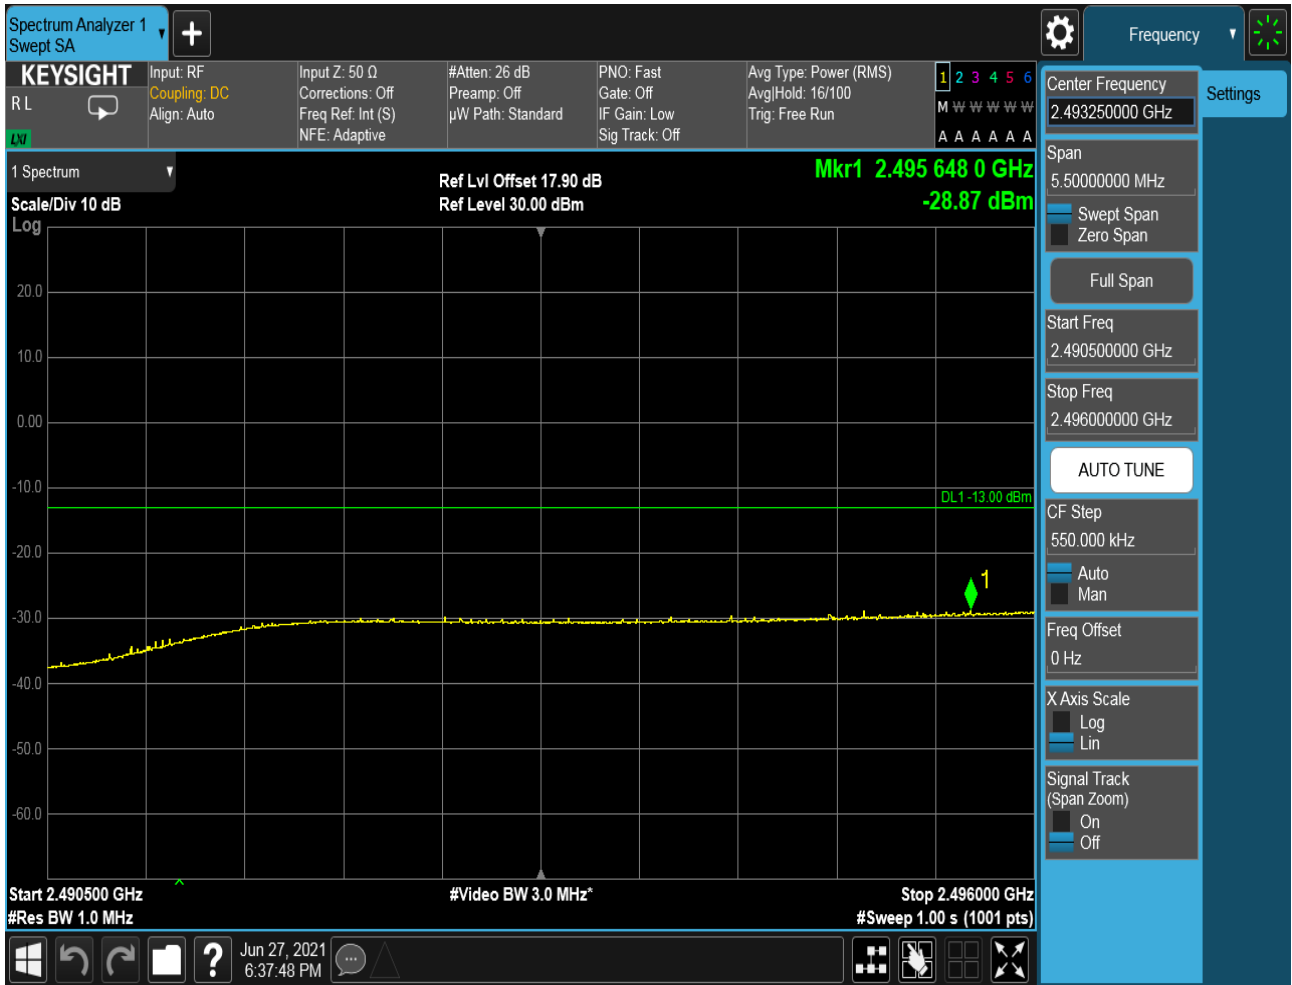 Spectrum Analyzer 1
Swept SA
Frequency
KEYSIGHT
R L
LXI
Input: RF
Coupling: DC
Align: Auto
Input Z: 50 Ω
Corrections: Off
Freq Ref: Int (S)
NFE: Adaptive
#Atten: 26 dB
Preamp: Off
µW Path: Standard
PNO: Fast
Gate: Off
IF Gain: Low
Sig Track: Off
Avg Type: Power (RMS)
Avg|Hold: 16/100
Trig: Free Run
1 2 3 4 5 6
M W W W W W
A A A A A A
1 Spectrum
Scale/Div 10 dB
Log
Ref Lvl Offset 17.90 dB
Ref Level 30.00 dBm
Mkr1 2.495 648 0 GHz
-28.87 dBm
20.0
10.0
0.00
-10.0
-20.0
-30.0
-40.0
-50.0
-60.0
DL1 -13.00 dBm
1
Start 2.490500 GHz
#Res BW 1.0 MHz
#Video BW 3.0 MHz*
Stop 2.496000 GHz
#Sweep 1.00 s (1001 pts)
Center Frequency
2.493250000 GHz
Settings
Span
5.50000000 MHz
Swept Span
Zero Span
Full Span
Start Freq
2.490500000 GHz
Stop Freq
2.496000000 GHz
AUTO TUNE
CF Step
550.000 kHz
Auto
Man
Freq Offset
0 Hz
X Axis Scale
Log
Lin
Signal Track
(Span Zoom)
On
Off
?
Jun 27, 2021
6:37:48 PM